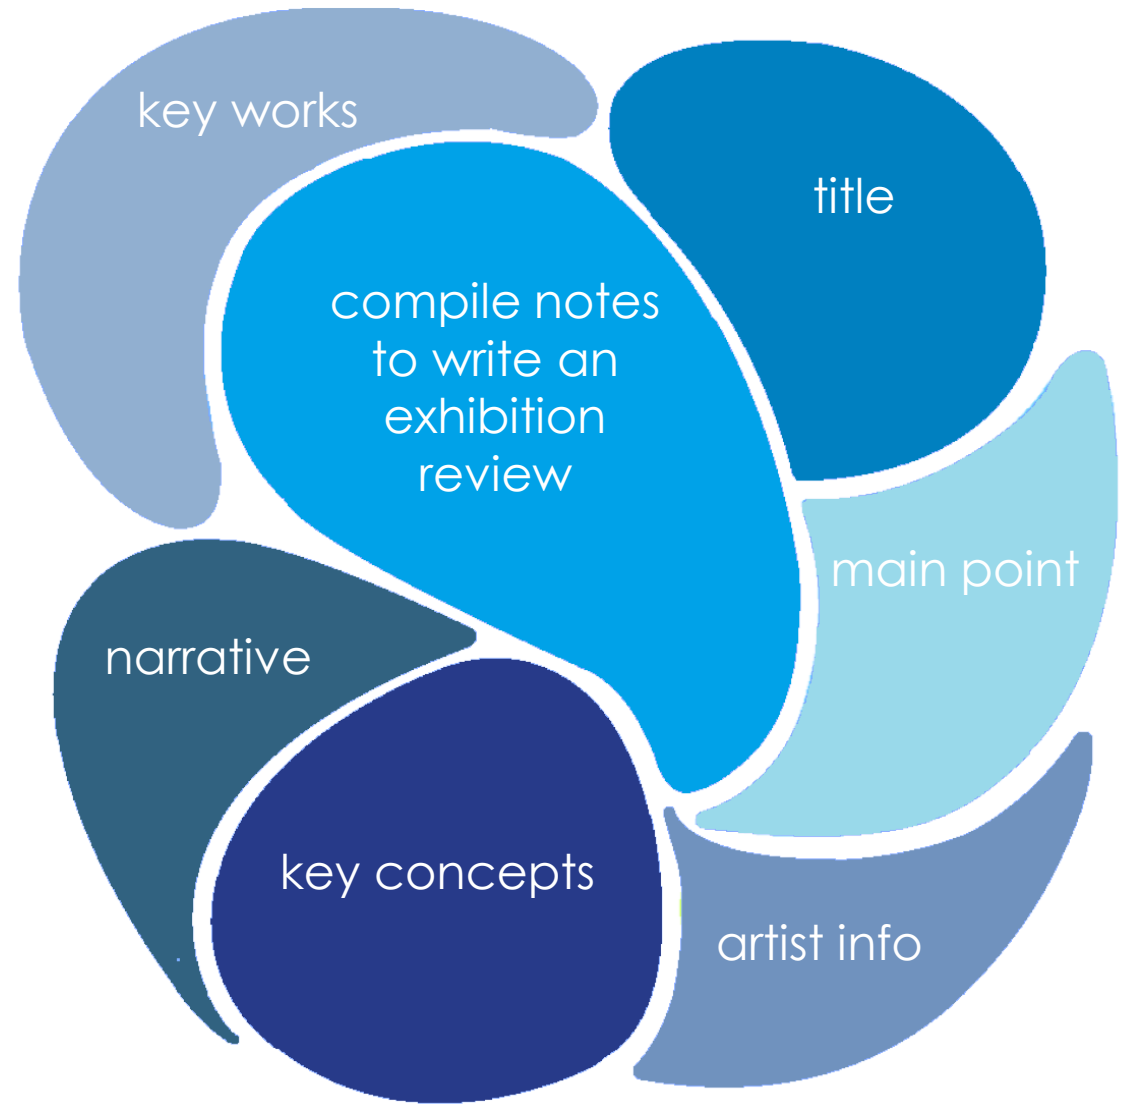 key works
title
compile notes
to write an
exhibition
review
main point
narrative
key concepts
artist info